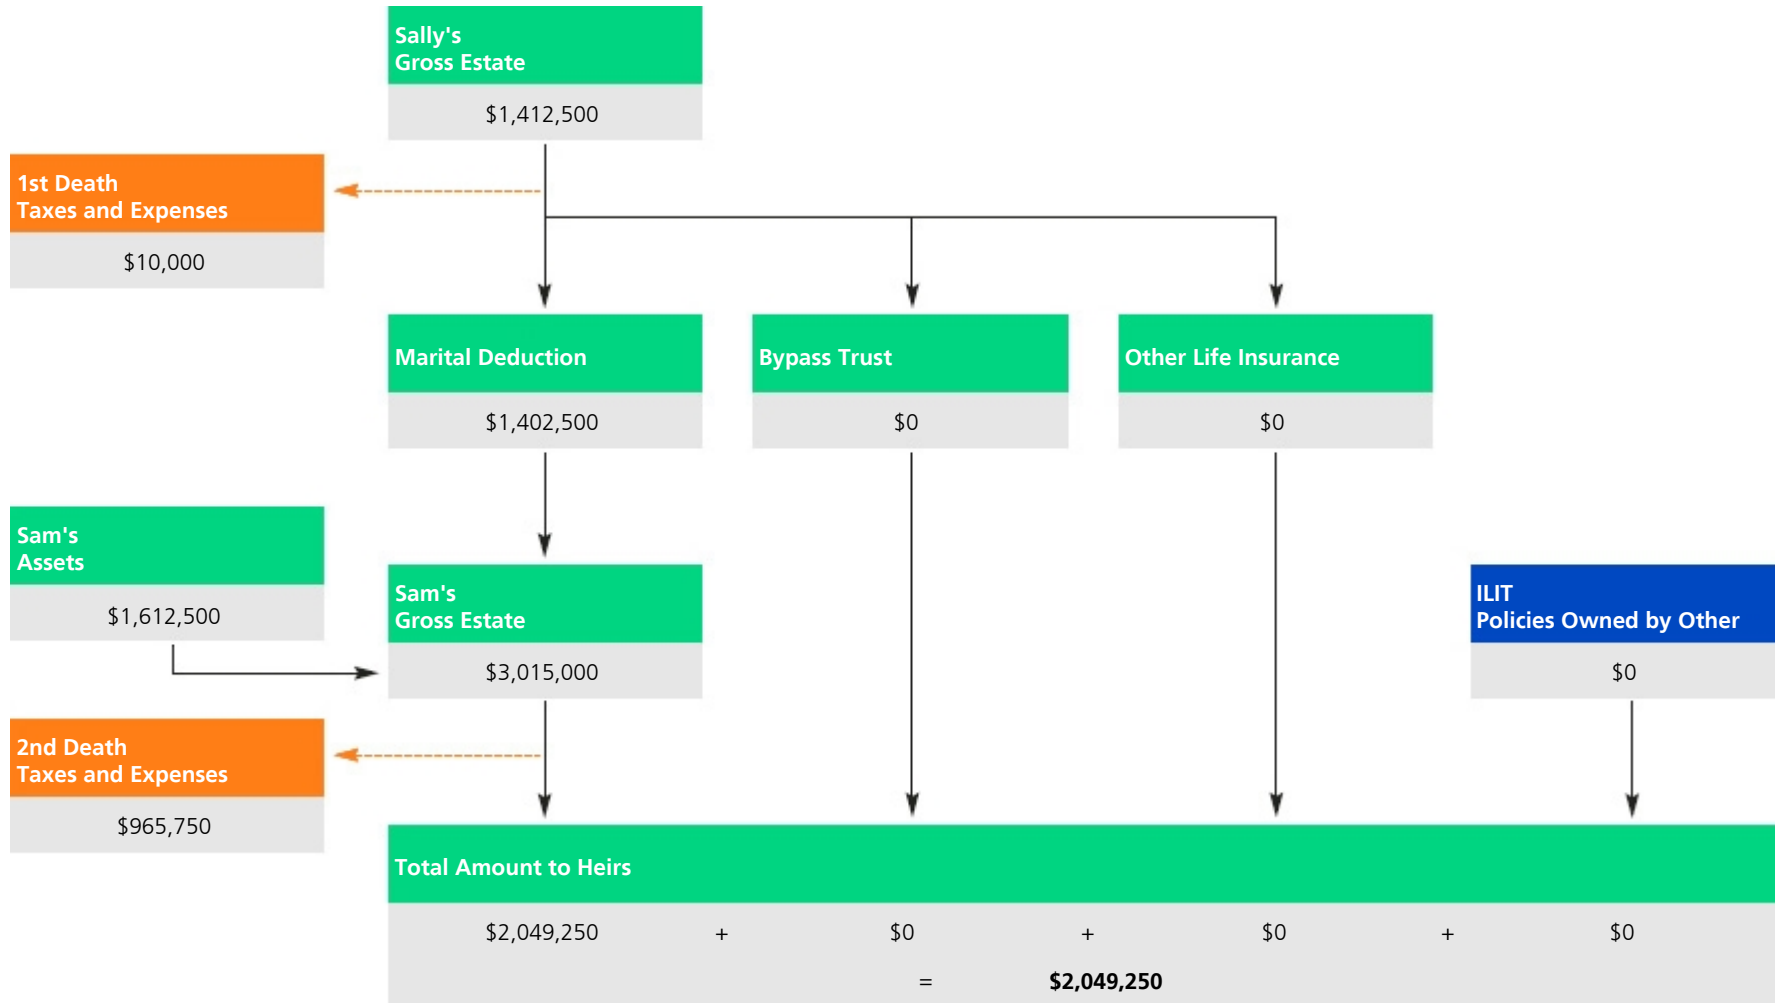 Sally's
Gross Estate
$1,412,500
1st Death
Taxes and Expenses
$10,000
Marital Deduction
$1,402,500
Bypass Trust
$0
Other Life Insurance
$0
Sam's
Assets
$1,612,500
Sam's
Gross Estate
$3,015,000
ILIT
Policies Owned by Other
$0
2nd Death
Taxes and Expenses
$965,750
Total Amount to Heirs
$2,049,250 + $0 + $0 + $0
= $2,049,250